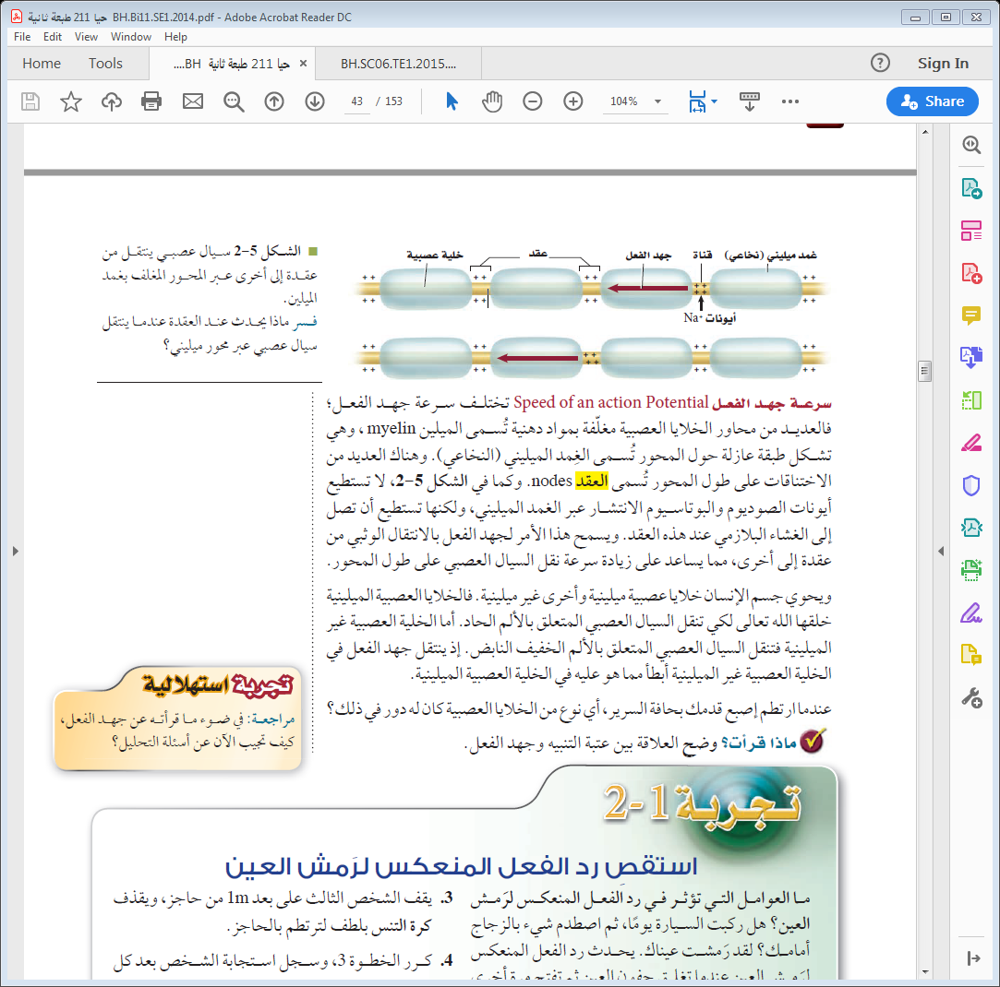 حيا 211 طبعة ثانية BH.Bi11.SE1.2014.pdf - Adobe Acrobat Reader DC
File Edit View Window Help
Home Tools
حيا 211 طبعة ثانية BH....
BH.SC06.TE1.2015....
Sign In
43 / 153
104%
Share
غمد ميليني (نخاعي)
قناة
جهد الفعل
عقد
خلية عصبية
أيونات Na+
■ الشكل 5-2 سيال عصبي ينتقل من
عقدة إلى أخرى عبر المحور المغلف بغمد
الميلين.
فسر ماذا يحدث عند العقدة عندما ينتقل
سيال عصبي عبر محور ميليني؟
سرعة جهد الفعل Speed of an action Potential تختلف سرعة جهد الفعل؛
فالعديد من محاور الخلايا العصبية مغلّفة بمواد دهنية تُسمى الميلين myelin، وهي
تشكل طبقة عازلة حول المحور تُسمى الغِمد الميليني (النخاعي). وهناك العديد من
الاختناقات على طول المحور تُسمى العقد nodes. وكما في الشكل 5-2، لا تستطيع
أيونات الصوديوم والبوتاسيوم الانتشار عبر الغمد الميليني، ولكنها تستطيع أن تصل
إلى الغشاء البلازمي عند هذه العقد. ويسمح هذا الأمر لجهد الفعل بالانتقال الوثبي من
عقدة إلى أخرى، مما يساعد على زيادة سرعة نقل السيال العصبي على طول المحور.
ويحوي جسم الإنسان خلايا عصبية ميلينية وأخرى غير ميلينية. فالخلايا العصبية الميلينية
خلقها الله تعالى لكي تنقل السيال العصبي المتعلق بالألم الحاد. أما الخلية العصبية غير
الميلينية فتنقل السيال العصبي المتعلق بالألم الخفيف النابض. إذ ينتقل جهد الفعل في
الخلية العصبية غير الميلينية أبطأ مما هو عليه في الخلية العصبية الميلينية.
عندما ارتطم إصبع قدمك بحافة السرير، أي نوع من الخلايا العصبية كان له دور في ذلك؟
ماذا قرأت؟ وضح العلاقة بين عتبة التنبيه وجهد الفعل.
تجربة استهلالية
مراجعة: في ضوء ما قرأته عن جهد الفعل،
كيف تجيب الآن عن أسئلة التحليل؟
تجربة 1-2
استقصِ رد الفعل المنعكس لرَمش العين
ما العوامل التي تؤثر في ردِ الفعل المنعكس لرَمش
العين؟ هل ركبت السيارة يومًا، ثم اصطدم شيء بالزجاج
أمامك؟ لقد رَمشت عيناك. يحدث رد الفعل المنعكس
لرَمش العين عندما تغلق جفون العين ثم تفتح مرة أخرى
3. يقف الشخص الثالث على بعد 1m من حاجز، ويقذف
كرة التنس بلطف لترتطم بالحاجز.
4. كرر الخطوة 3، وسجل استجابة الشخص بعد كل